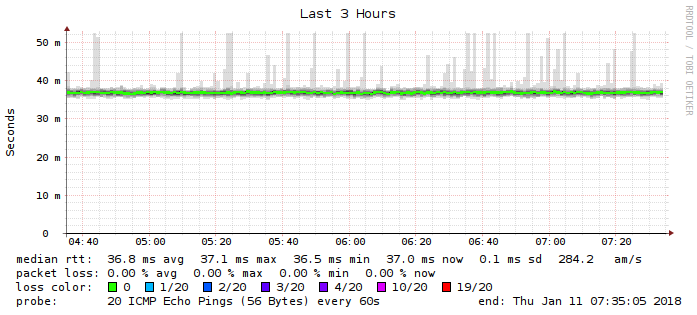 Last 3 Hours
RRDTOOL / TOBI OETIKER
Seconds
50 m
40 m
30 m
20 m
10 m
0
04:40 05:00 05:20 05:40 06:00 06:20 06:40 07:00 07:20
median rtt: 36.8 ms avg 37.1 ms max 36.5 ms min 37.0 ms now 0.1 ms sd 284.2 am/s
packet loss: 0.00 % avg 0.00 % max 0.00 % min 0.00 % now
loss color: 0 1/20 2/20 3/20 4/20 10/20 19/20
probe: 20 ICMP Echo Pings (56 Bytes) every 60s end: Thu Jan 11 07:35:05 2018